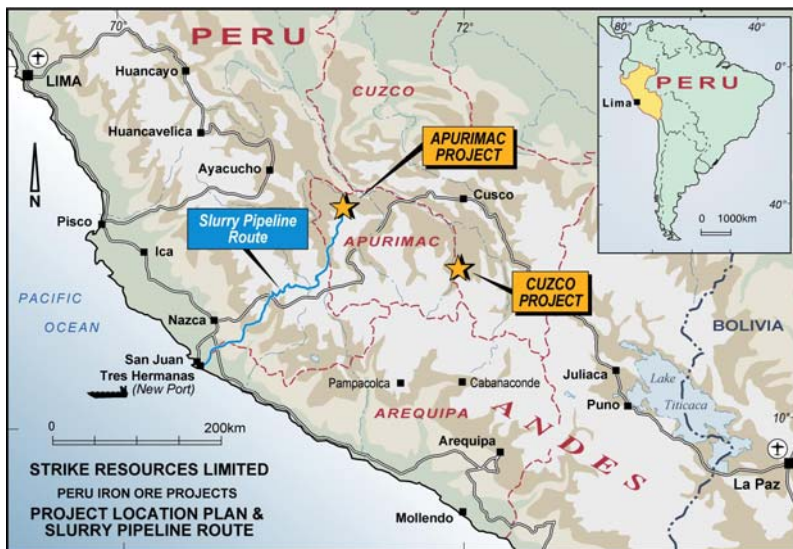 70
72
80°
40°
PERU
CUZCO
LIMA
Huancayo
Huancavelica
Ayacucho
N
Pisco
Ica
Slurry Pipeline
Route
APURIMAC
PROJECT
Cusco
APURIMAC
CUZCO
PROJECT
PERU
Lima
40°
0 1000km
PACIFIC
OCEAN
Nazca
San Juan
Tres Hermanas
(New Port)
BOLIVIA
Pampacolca
Cabanaconde
AREQUIPA
ANDES
Juliaca
Puno
Lake
Titicaca
10°
Arequipa
La Paz
Mollendo
0 200km
STRIKE RESOURCES LIMITED
PERU IRON ORE PROJECTS
PROJECT LOCATION PLAN &
SLURRY PIPELINE ROUTE